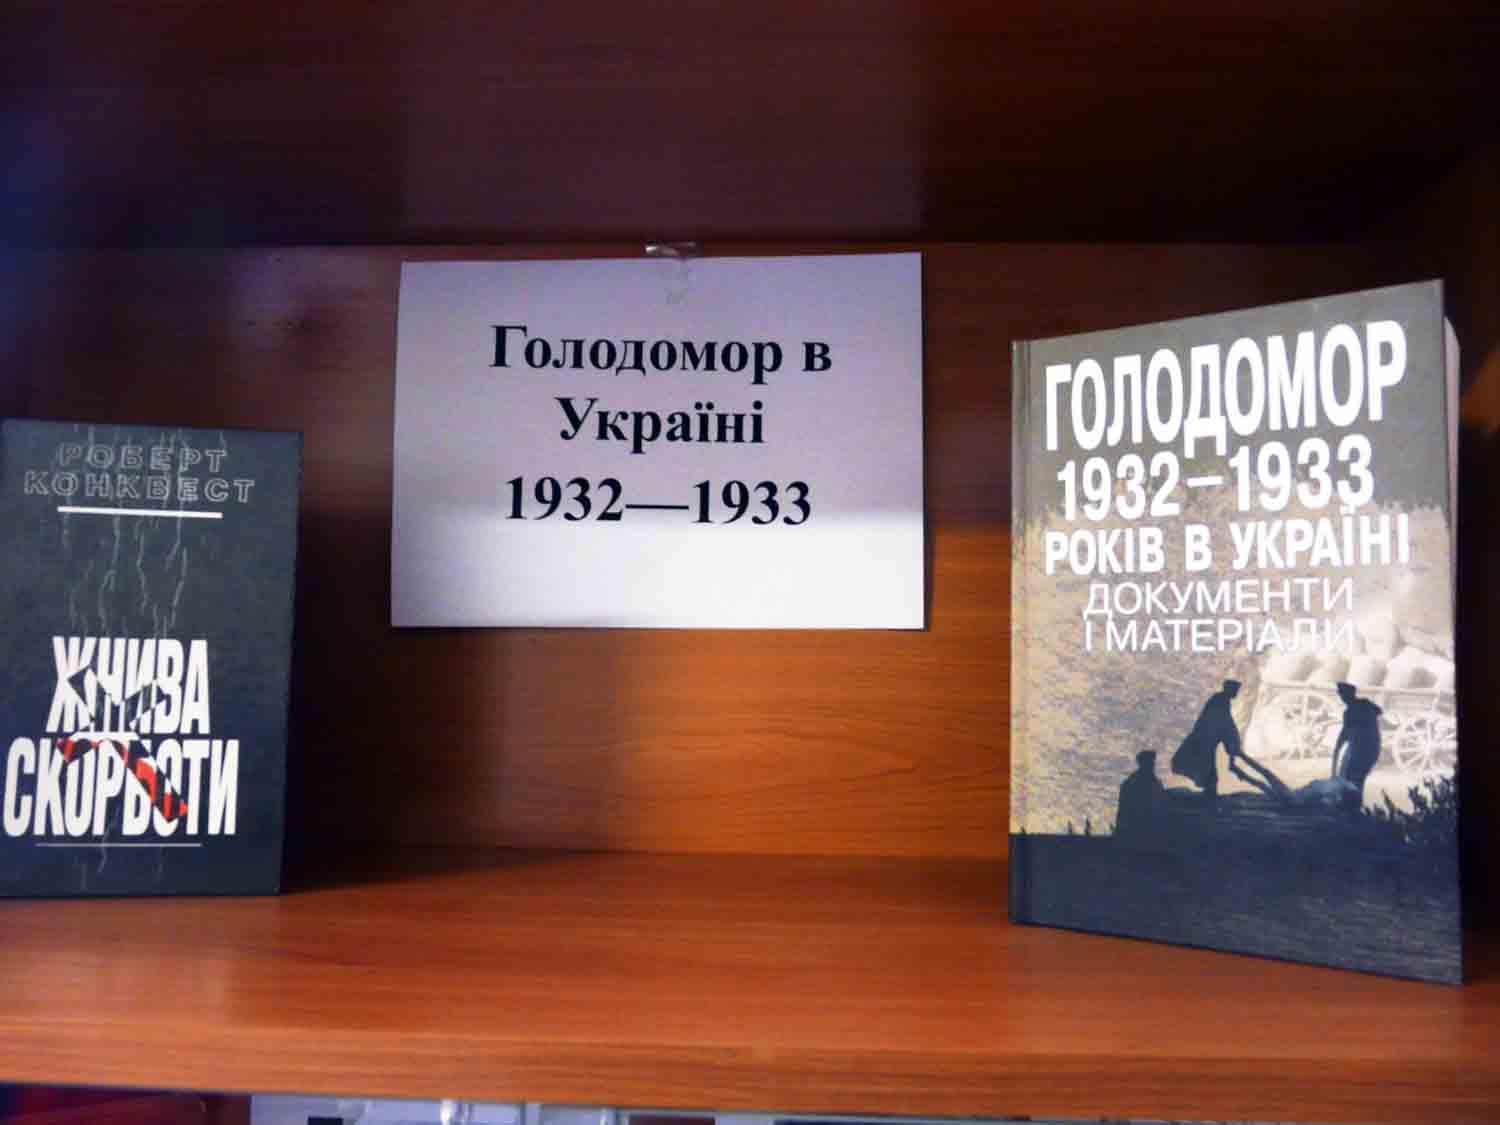 РОБЕРТ
КОНКВЕСТ
ЖНИВА
СКОРБОТИ
Голодомор в
Україні
1932—1933
ГОЛОДОМОР
1932–1933
РОКІВ В УКРАЇНІ
ДОКУМЕНТИ
І МАТЕРІАЛИ